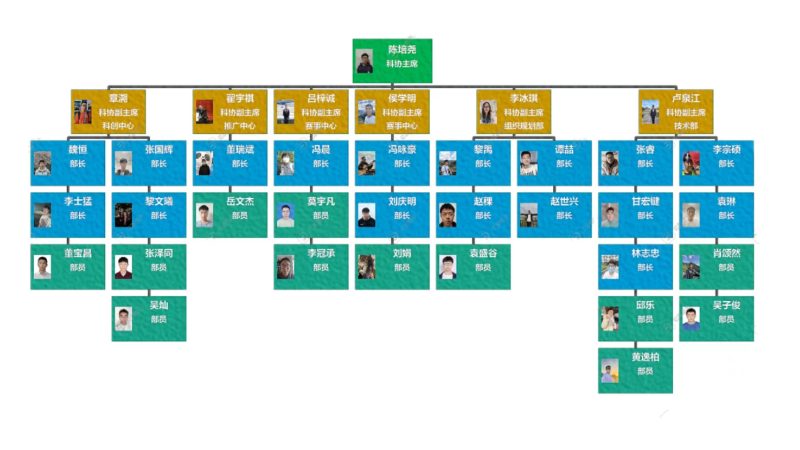 陈培尧
科协主席
章涴
科协副主席
科创中心
翟宇祺
科协副主席
推广中心
吕梓诚
科协副主席
赛事中心
侯学明
科协副主席
赛事中心
李冰琪
科协副主席
组织规划部
卢泉江
科协副主席
技术部
魏恒
部长
张国辉
部长
董瑞斌
部长
冯晨
部长
冯咏豪
部长
黎禹
部长
谭喆
部长
张睿
部长
李宗硕
部长
李士猛
部长
黎文曦
部长
岳文杰
部员
莫宇凡
部员
刘庆明
部长
赵稞
部长
赵世兴
部长
甘宏健
部长
袁琳
部长
董宝昌
部员
张泽同
部员
李冠承
部员
刘娟
部员
袁盛谷
部员
林志忠
部长
肖颂然
部员
吴灿
部员
邱乐
部员
吴子俊
部员
黄逸柏
部员